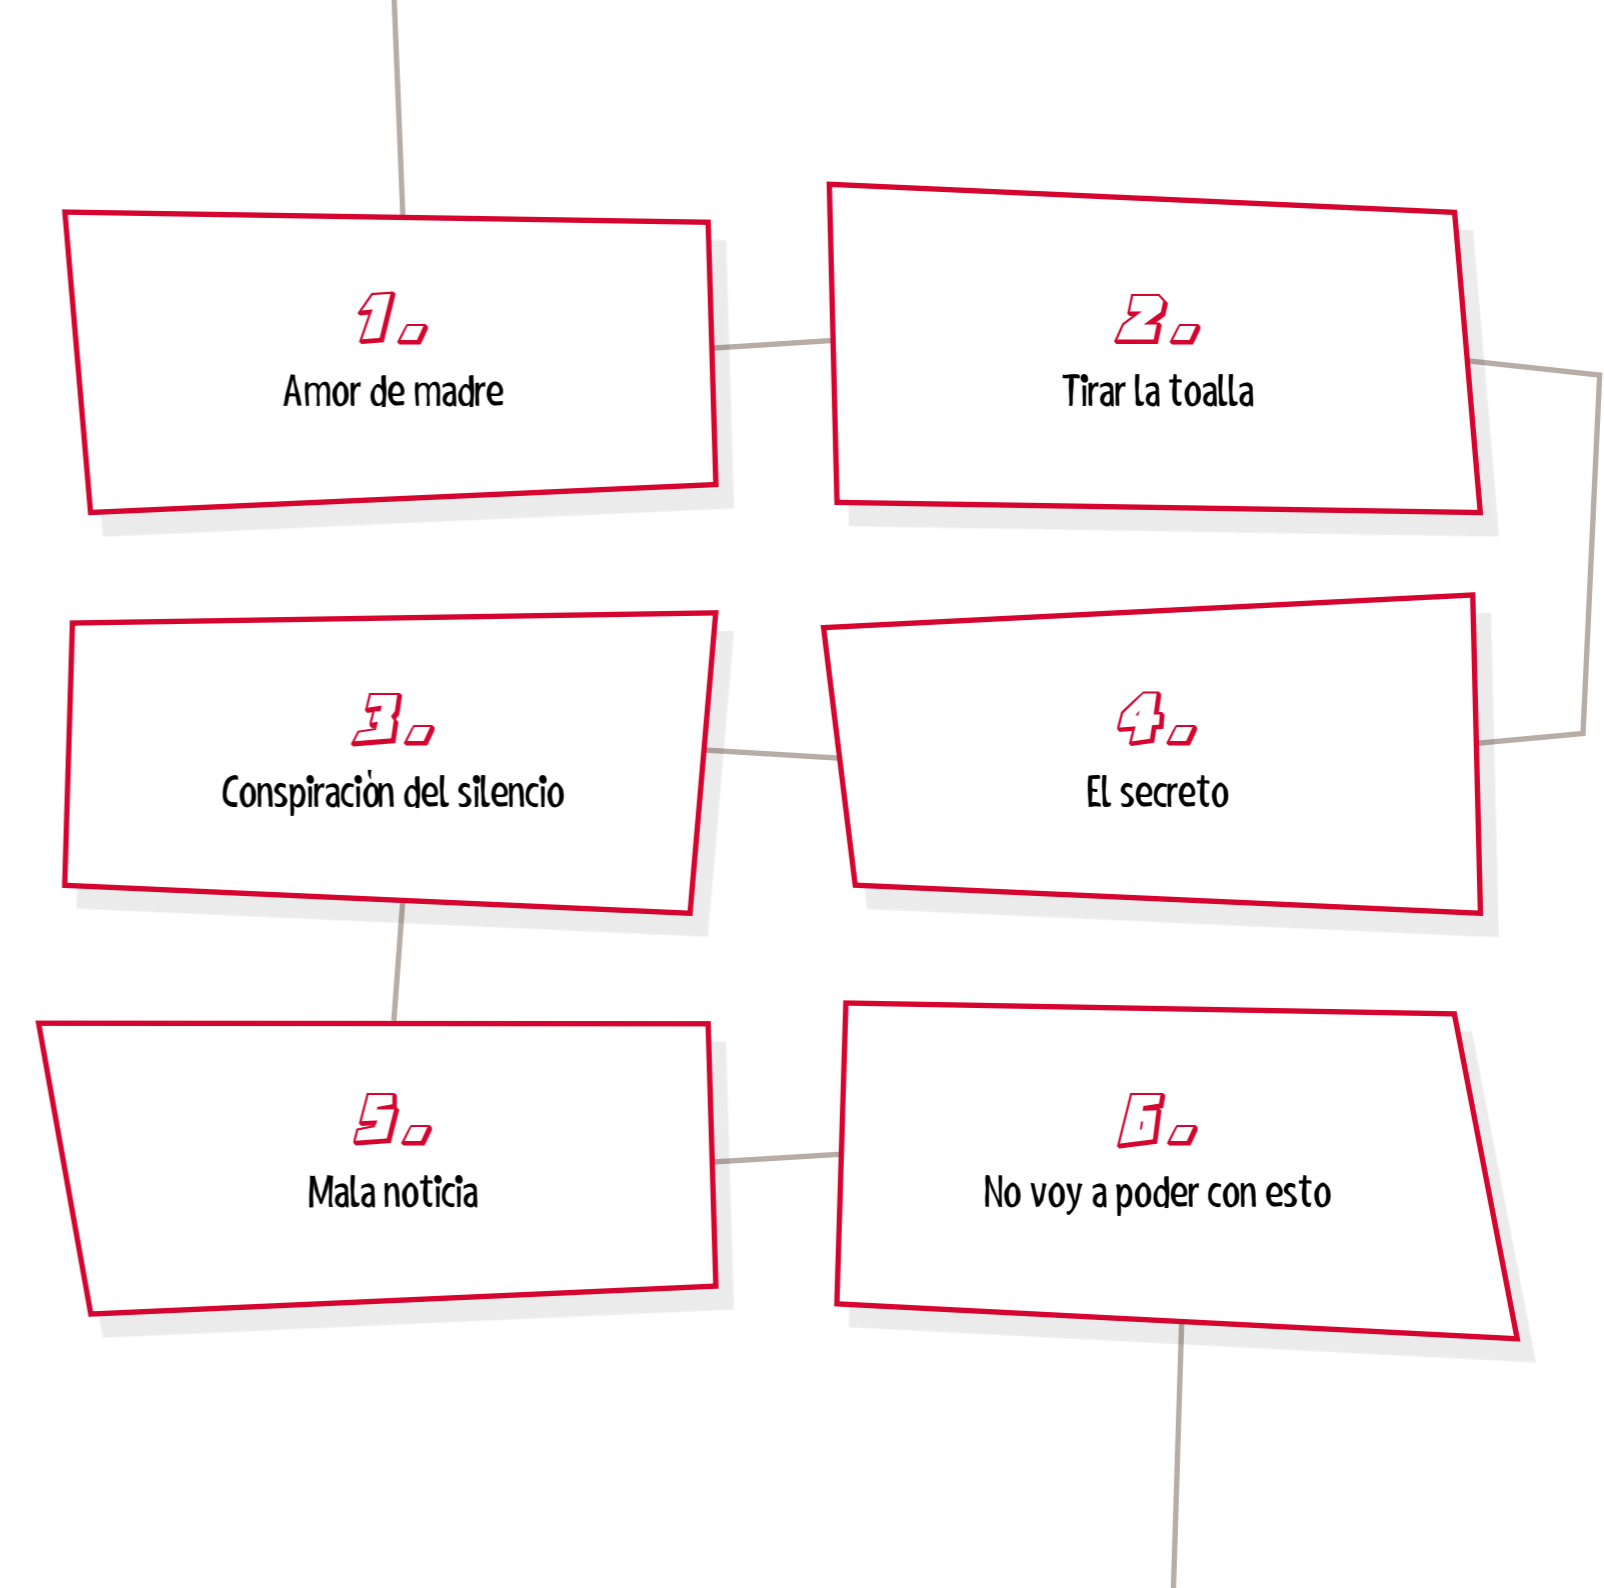 1.
Amor de madre
2.
Tirar la toalla
3.
Conspiraciòn del silencio
4.
El secreto
5.
Mala noticia
6.
No voy a poder con esto